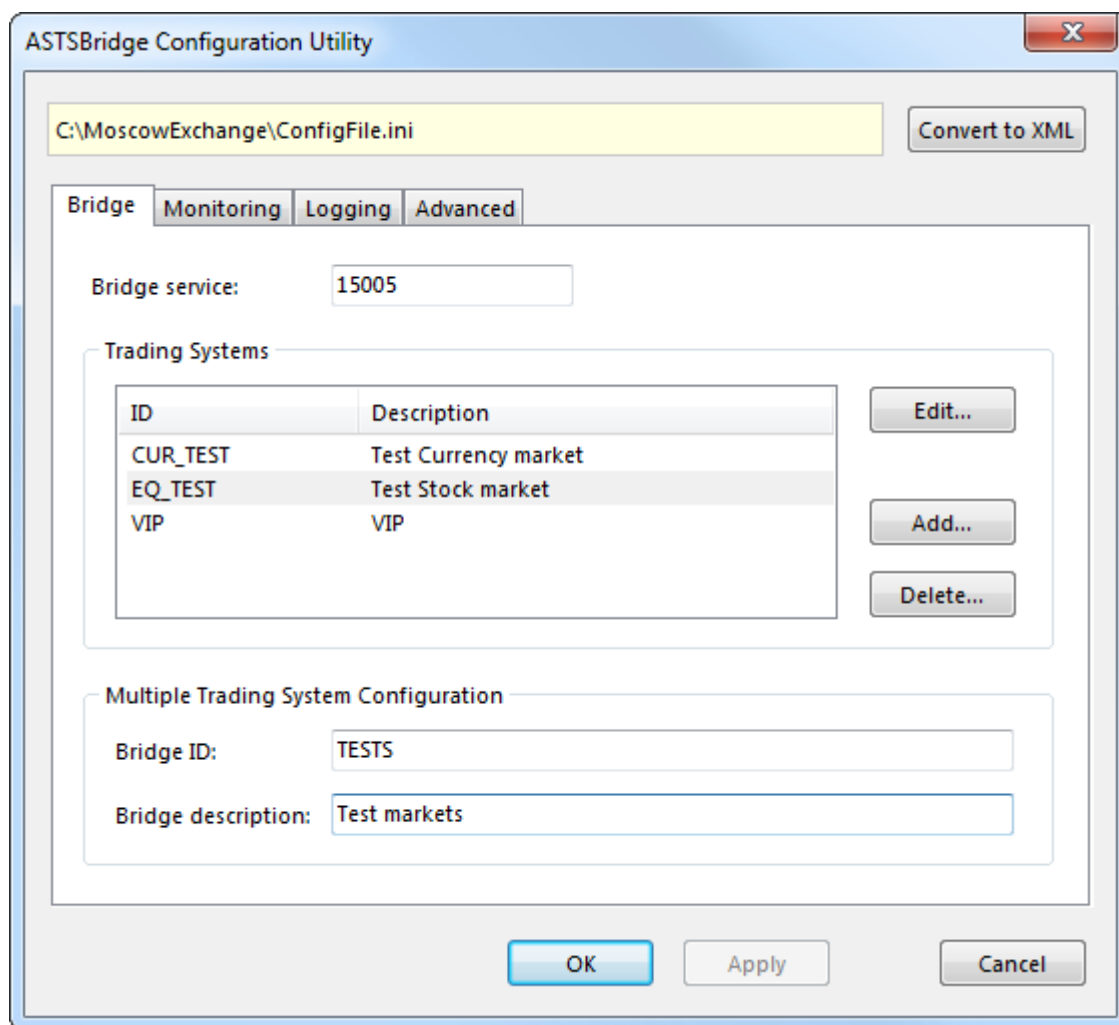 ASTSBridge Configuration Utility
C:\MoscowExchange\ConfigFile.ini
Convert to XML
Bridge Monitoring Logging Advanced
Bridge service: 15005
Trading Systems
ID Description
CUR_TEST Test Currency market
EQ_TEST Test Stock market
VIP VIP
Edit...
Add...
Delete...
Multiple Trading System Configuration
Bridge ID: TESTS
Bridge description: Test markets
OK Apply Cancel